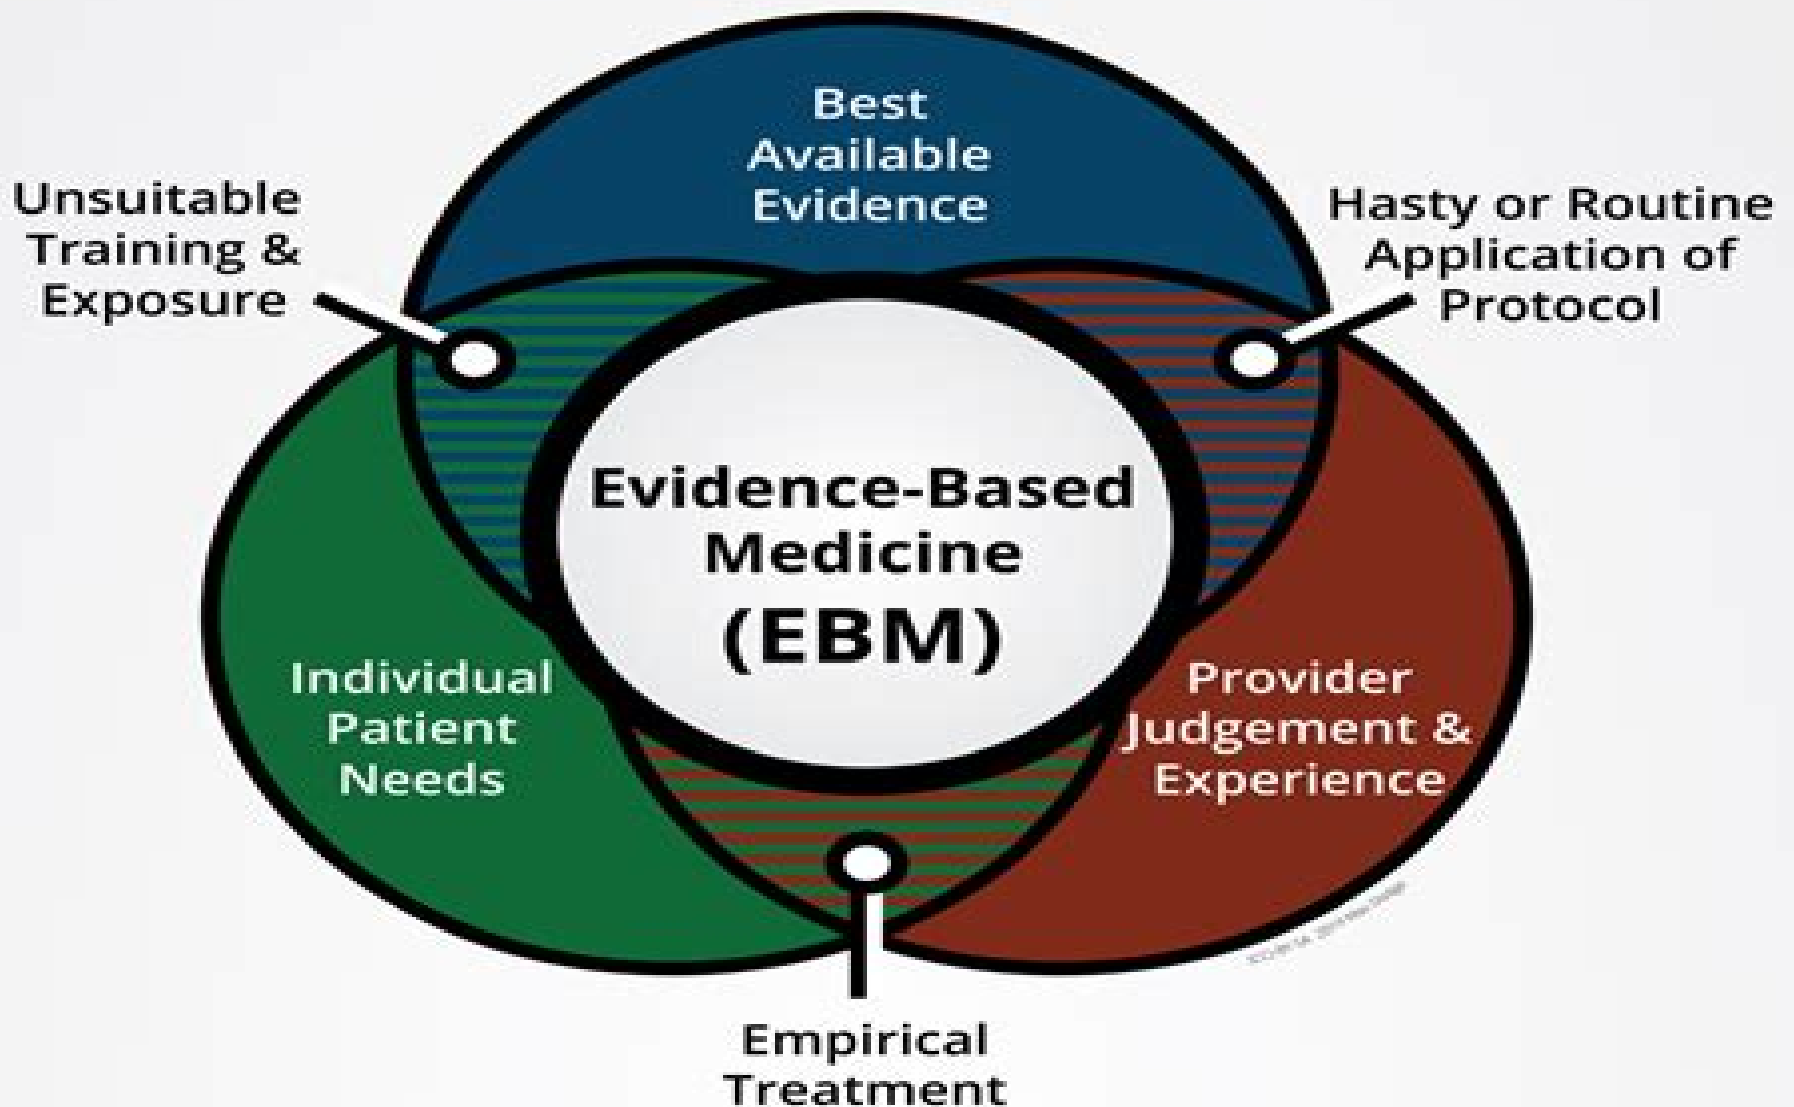 Best
Available
Evidence
Unsuitable
Training &
Exposure
Hasty or Routine
Application of
Protocol
Evidence-Based
Medicine
(EBM)
Individual
Patient
Needs
Provider
Judgement &
Experience
Empirical
Treatment